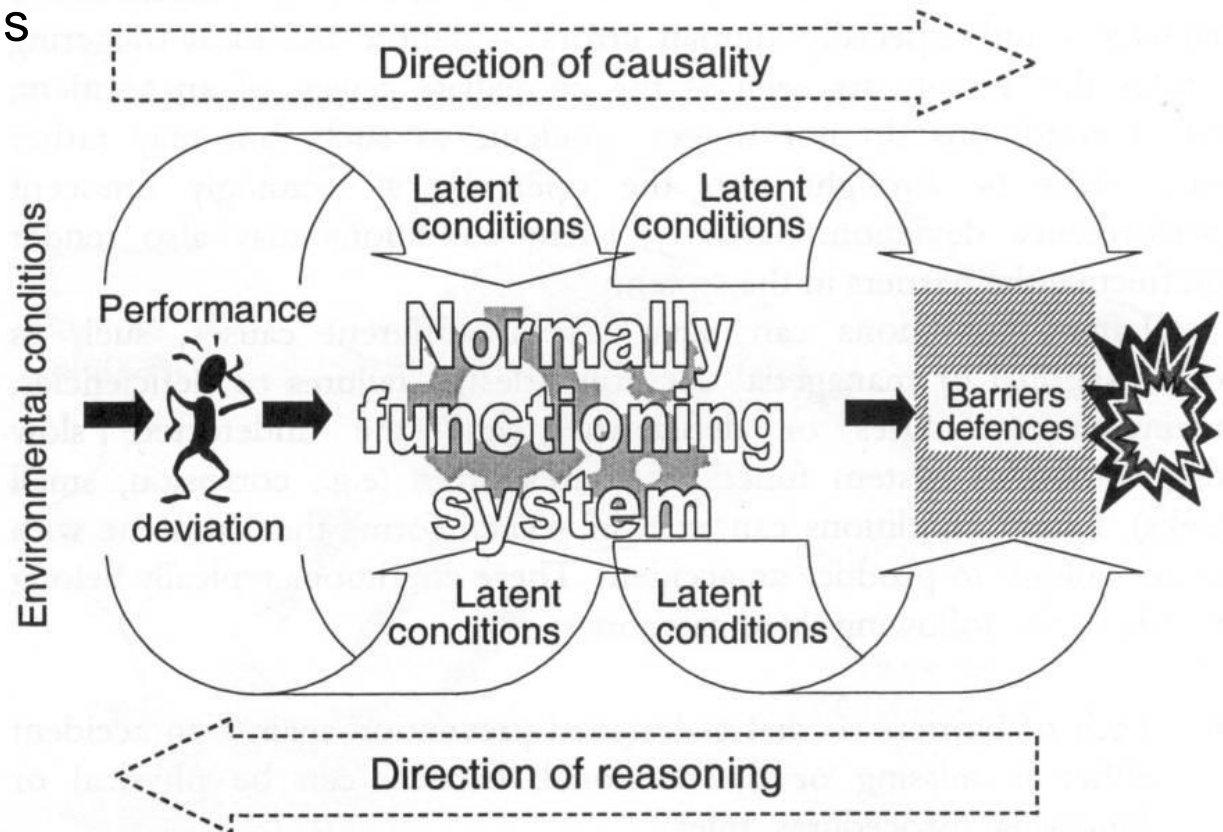 s
Direction of causality
Latent
conditions
Latent
conditions
Environmental conditions
Performance
deviation
Normally
functioning
system
Barriers
defences
Latent
conditions
Latent
conditions
Direction of reasoning